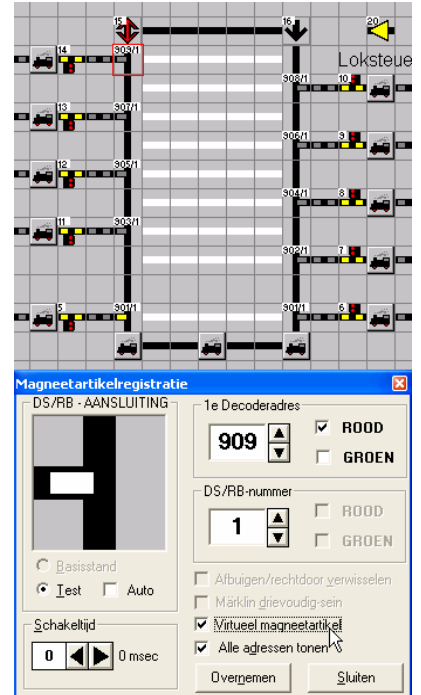 15
16
20
14
909/1
Loksteue
908/1
10
13
907/1
906/1
9
12
905/1
904/1
8
11
903/1
902/1
7
5
901/1
901/1
6
Magneetartikelregistratie
DS/RB - AANSLUITING
1e Decoderadres
909
ROOD
GROEN
DS/RB-nummer
1
ROOD
GROEN
Basisstand
Test
Auto
Afbuigen/rechtdoor verwisselen
Märklin drievoudig-sein
Virtueel magneetartikel
Alle adressen tonen
Schakeltijd
0
0 msec
Overnemen
Sluiten